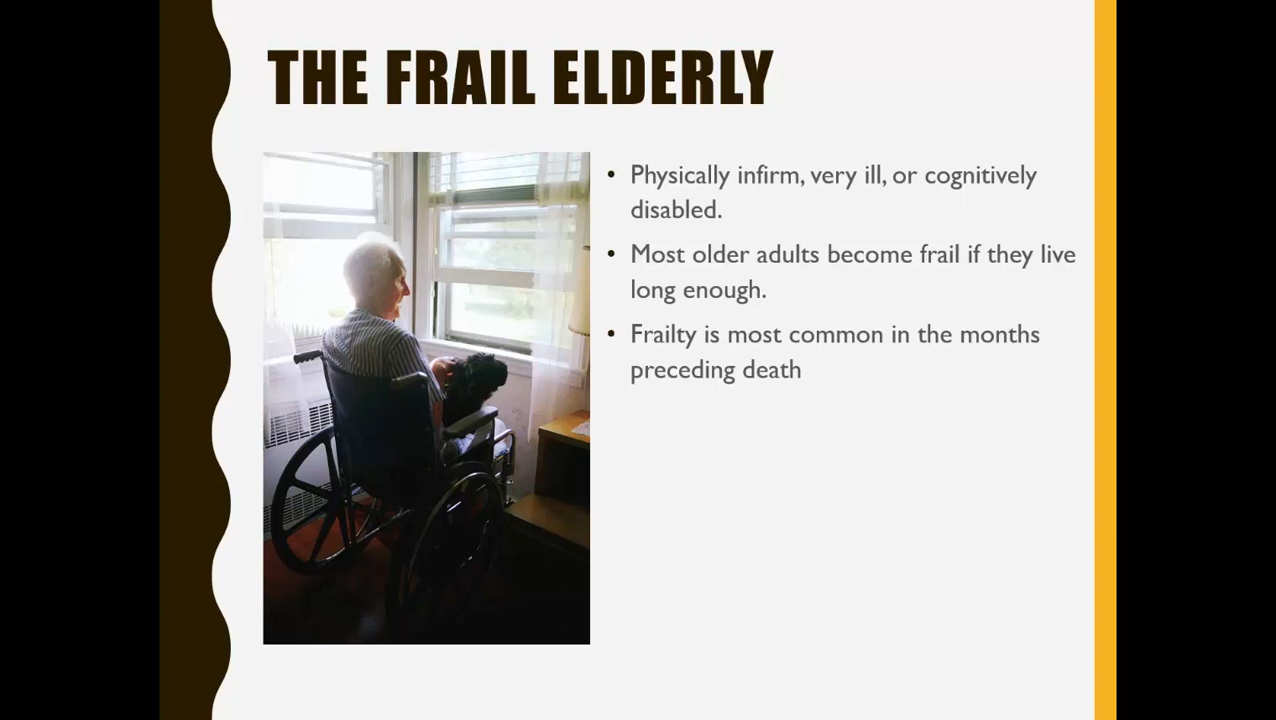 THE FRAIL ELDERLY
• Physically infirm, very ill, or cognitively
disabled.
• Most older adults become frail if they live
long enough.
• Frailty is most common in the months
preceding death